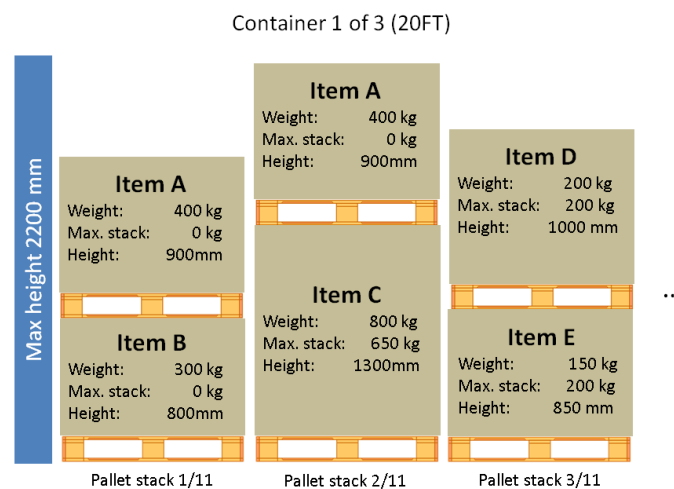 Container 1 of 3 (20FT)
Max height 2200 mm
Item A
Weight: 400 kg
Max. stack: 0 kg
Height: 900mm
Item B
Weight: 300 kg
Max. stack: 0 kg
Height: 800mm
Pallet stack 1/11
Item A
Weight: 400 kg
Max. stack: 0 kg
Height: 900mm
Item C
Weight: 800 kg
Max. stack: 650 kg
Height: 1300mm
Pallet stack 2/11
Item D
Weight: 200 kg
Max. stack: 200 kg
Height: 1000 mm
Item E
Weight: 150 kg
Max. stack: 200 kg
Height: 850 mm
Pallet stack 3/11
..